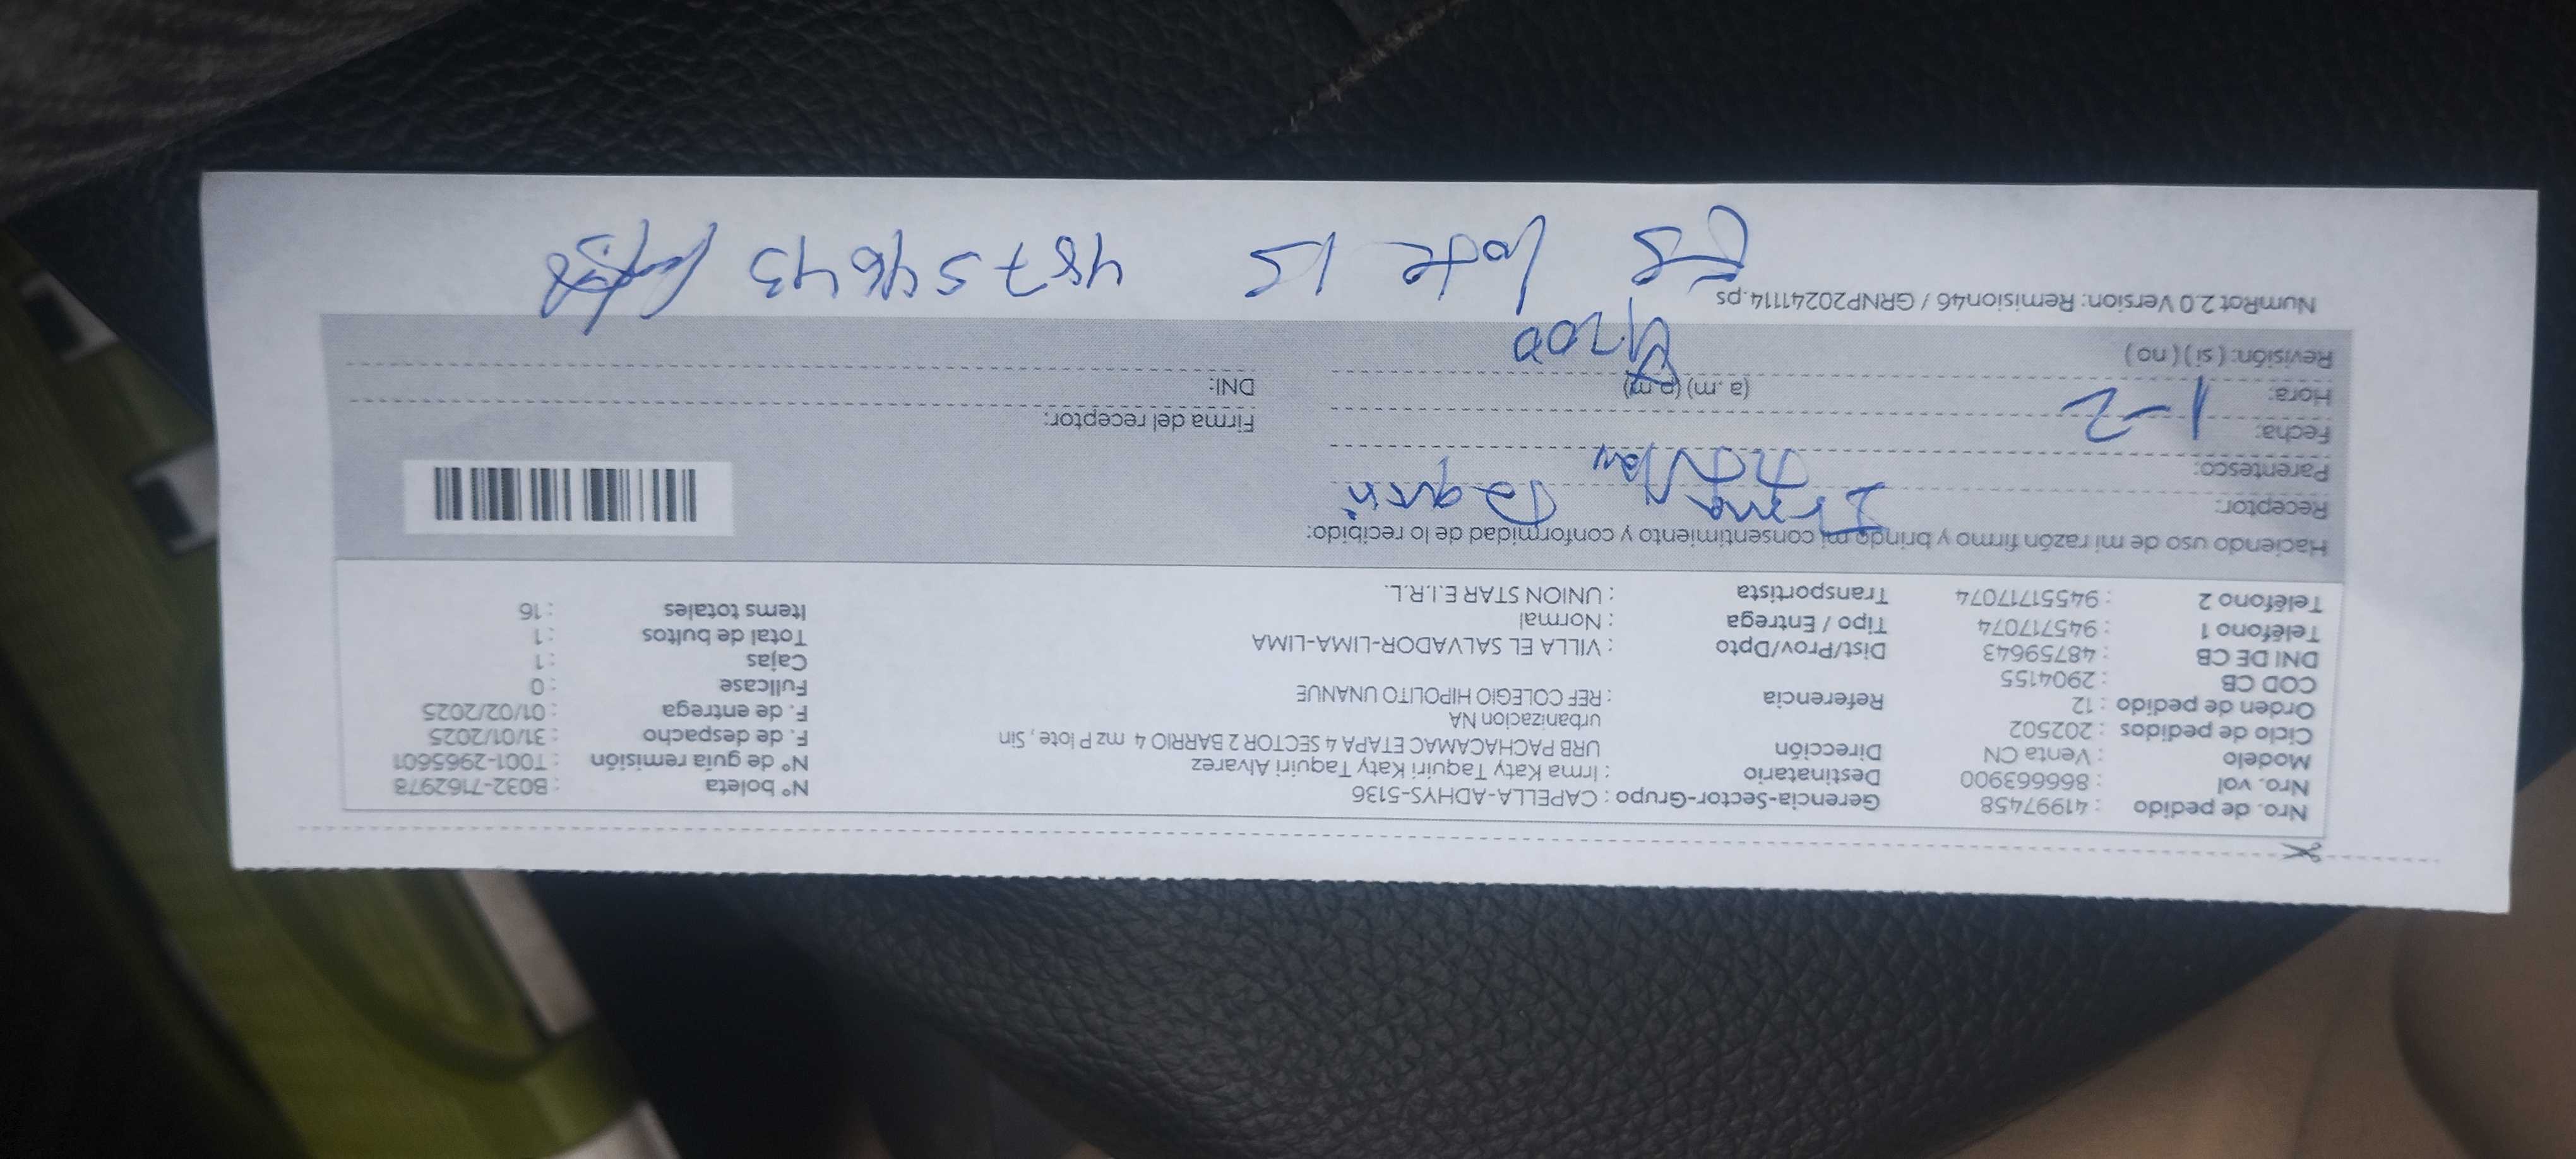 Nro. de pedido : 41997458 Gerencia-Sector-Grupo : CAPELLA-ADHYS-5136 N° boleta : B032-7162978
Nro. vol : 866663900 Destinatario : Irma Katy Taquiri Katy Taquiri Alvarez N° de guia remisión : T001-2965601
Modelo : Venta CN Dirección URB PACHACAMAC ETAPA 4 SECTOR 2 BARRIO 4 mz P lote , Sin F. de despacho : 31/01/2025
Ciclo de pedidos : 202502 urbanizacion NA F. de entrega : 01/02/2025
Orden de pedido : 12 Referencia : REF COLEGIO HIPOLITO UNANUE Fullcase : 0
COD CB : 2904155 Cajas : 1
DNI DE CB : 48759643 Dist/Prov/Dpto : VILLA EL SALVADOR-LIMA-LIMA Total de bultos : 1
Teléfono 1 : 945717074 Tipo / Entrega : Normal Items totales : 16
Teléfono 2 : 94551717074 Transportista : UNION STAR E.I.R.L.
Haciendo uso de mi razón firmo y brindo mi consentimiento y conformidad de lo recibido:
Receptor: Irma Taquiri
Parentesco:
Fecha: 1-2 Firma del receptor:
Hora: (a. m) (p. m) DNI:
Revisión: ( si ) ( no )
NumRot 2.0 Version: Remision46 / GRNP20241114.ps
lote 15